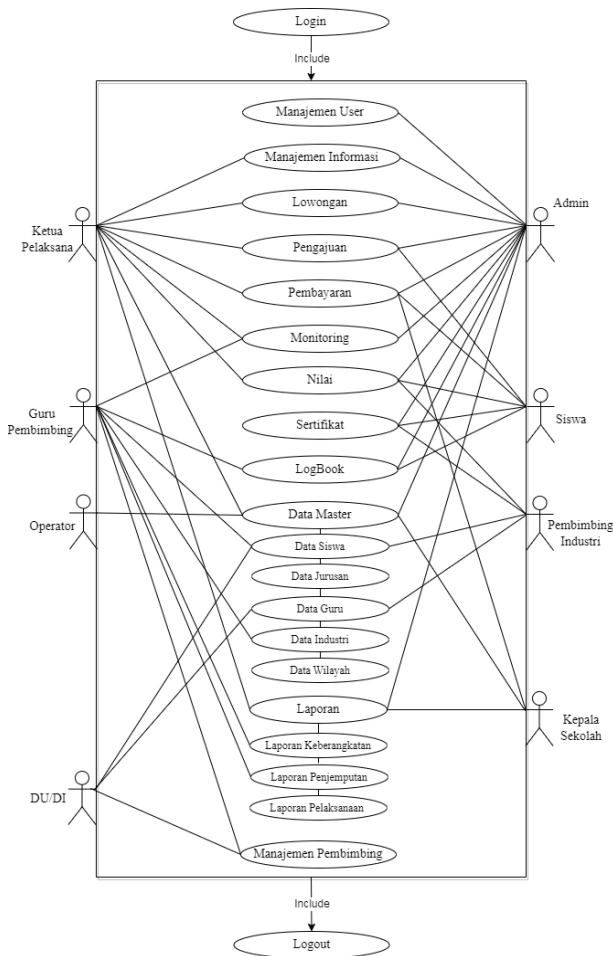 Login
Include
Manajemen User
Manajemen Informasi
Lowongan
Ketua
Pelaksana
Admin
Pengajuan
Pembayaran
Monitoring
Nilai
Guru
Pembimbing
Siswa
Sertifikat
LogBook
Data Master
Operator
Pembimbing
Industri
Data Siswa
Data Jurusan
Data Guru
Data Industri
Data Wilayah
Laporan
Kepala
Sekolah
Laporan Keberangkatan
Laporan Penjemputan
DU/DI
Laporan Pelaksanaan
Manajemen Pembimbing
Include
Logout